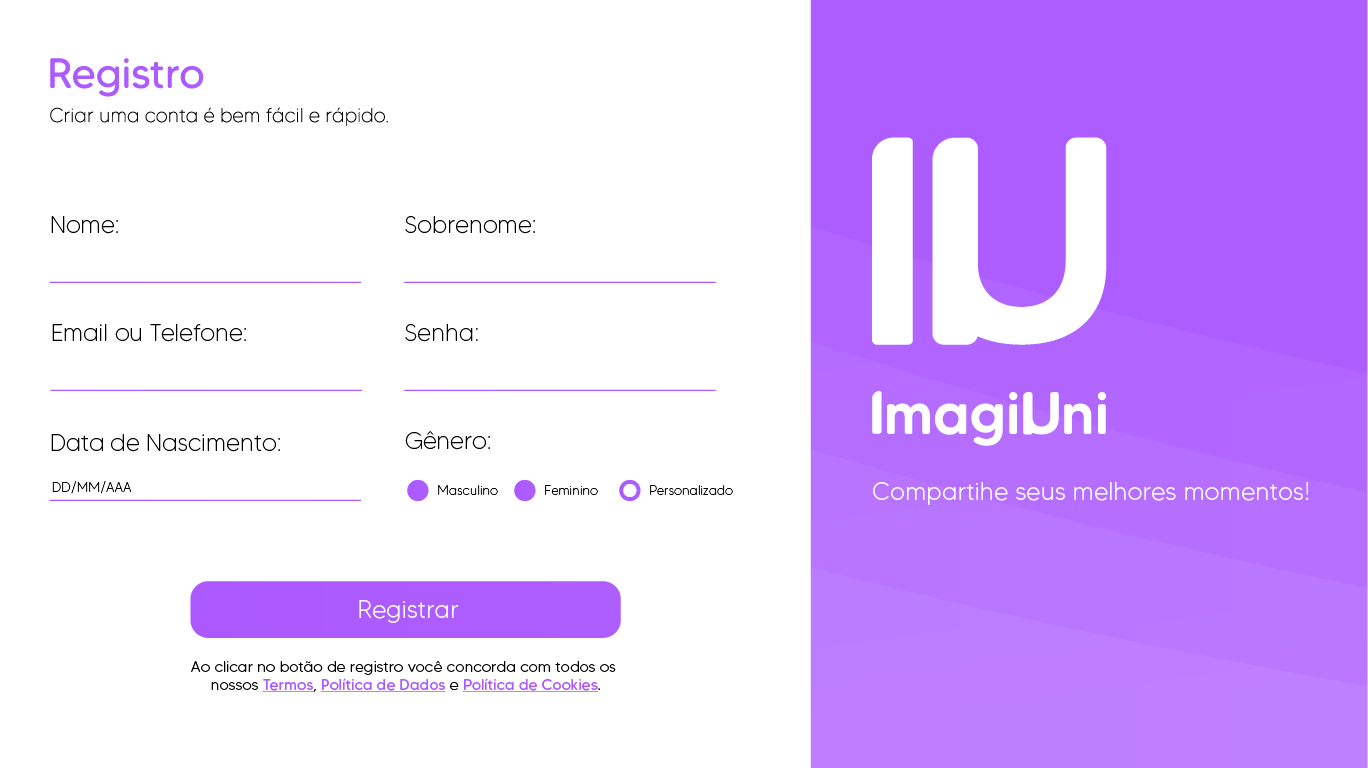 Registro
Criar uma conta é bem fácil e rápido.
Nome:
Sobrenome:
Email ou Telefone:
Senha:
Data de Nascimento:
DD/MM/AAA
Gênero:
Masculino
Feminino
Personalizado
Registrar
Ao clicar no botão de registro você concorda com todos os
nossos Termos, Política de Dados e Política de Cookies.
IU
ImagiUni
Compartihe seus melhores momentos!